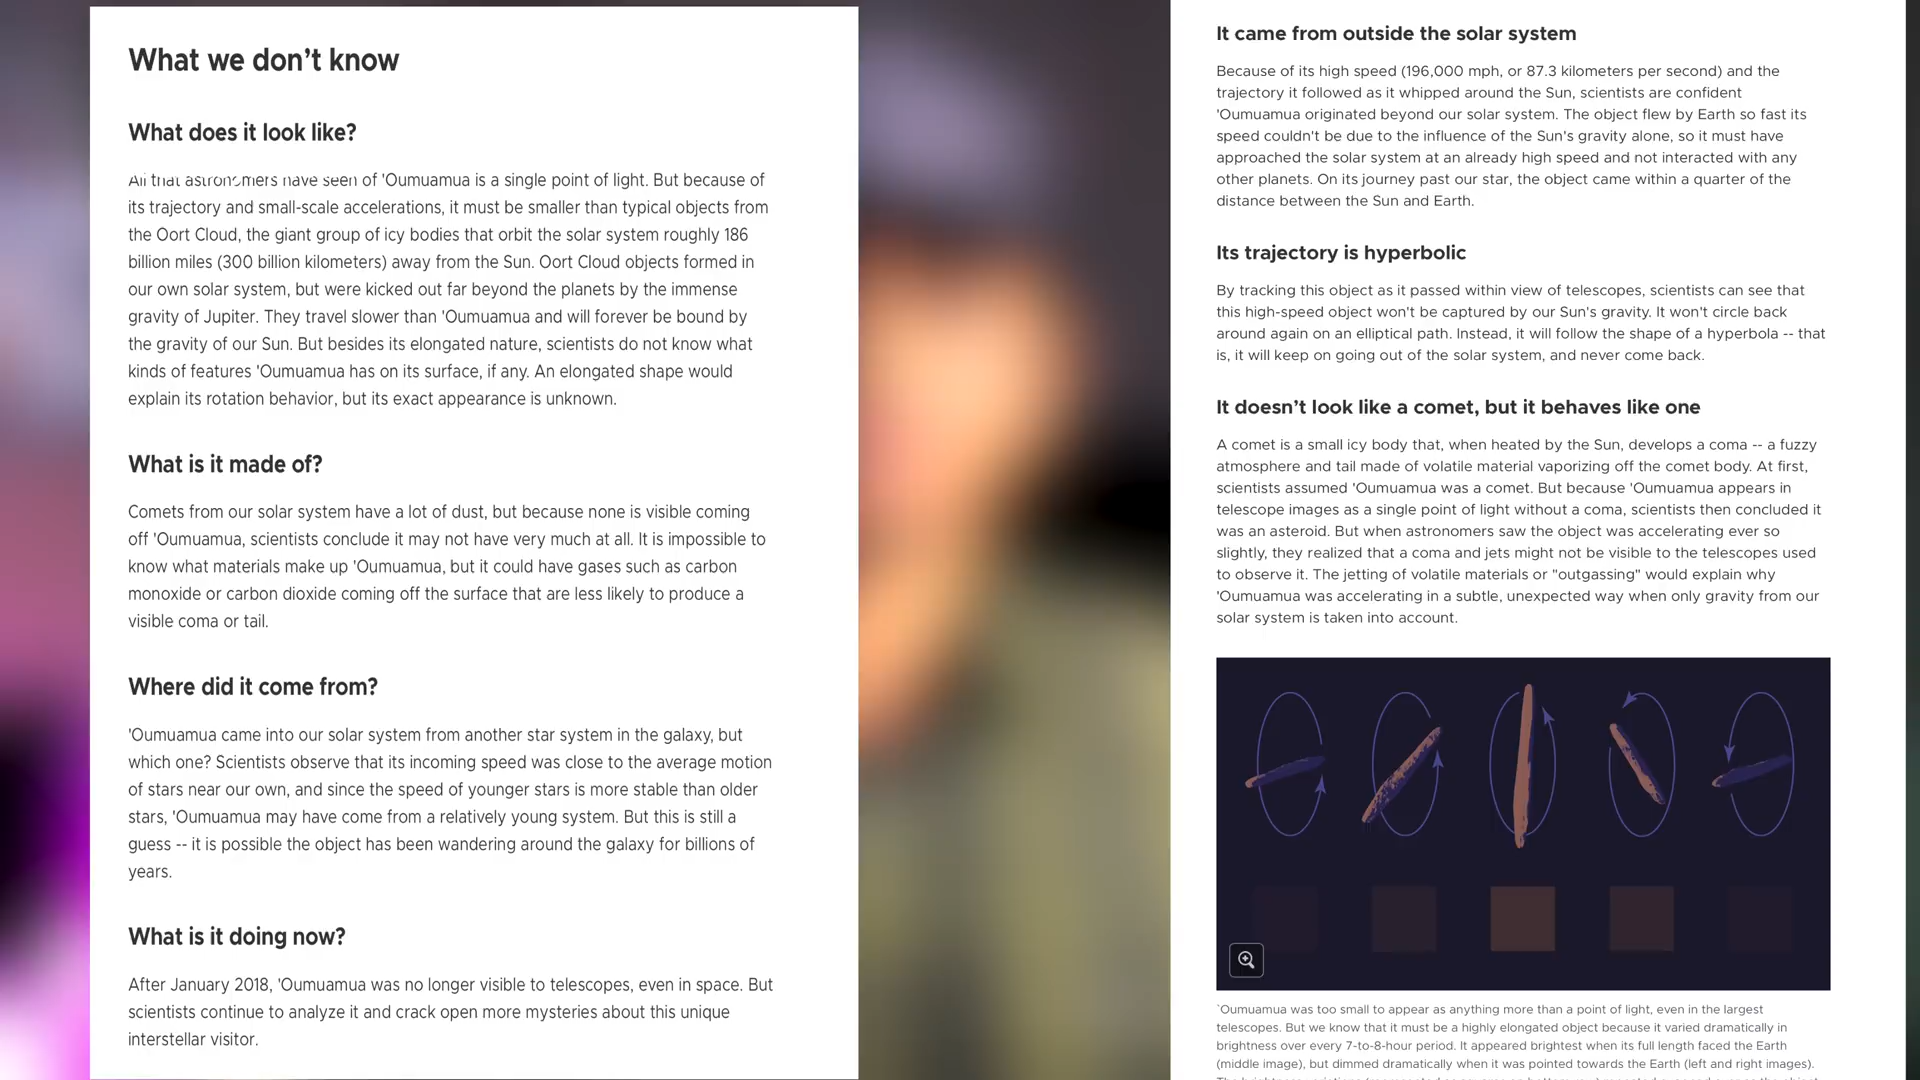 What we don’t know
What does it look like?
All that astronomers have seen of 'Oumuamua is a single point of light. But because of
its trajectory and small-scale accelerations, it must be smaller than typical objects from
the Oort Cloud, the giant group of icy bodies that orbit the solar system roughly 186
billion miles (300 billion kilometers) away from the Sun. Oort Cloud objects formed in
our own solar system, but were kicked out far beyond the planets by the immense
gravity of Jupiter. They travel slower than 'Oumuamua and will forever be bound by
the gravity of our Sun. But besides its elongated nature, scientists do not know what
kinds of features 'Oumuamua has on its surface, if any. An elongated shape would
explain its rotation behavior, but its exact appearance is unknown.
What is it made of?
Comets from our solar system have a lot of dust, but because none is visible coming
off 'Oumuamua, scientists conclude it may not have very much at all. It is impossible to
know what materials make up 'Oumuamua, but it could have gases such as carbon
monoxide or carbon dioxide coming off the surface that are less likely to produce a
visible coma or tail.
Where did it come from?
'Oumuamua came into our solar system from another star system in the galaxy, but
which one? Scientists observe that its incoming speed was close to the average motion
of stars near our own, and since the speed of younger stars is more stable than older
stars, 'Oumuamua may have come from a relatively young system. But this is still a
guess -- it is possible the object has been wandering around the galaxy for billions of
years.
What is it doing now?
After January 2018, 'Oumuamua was no longer visible to telescopes, even in space. But
scientists continue to analyze it and crack open more mysteries about this unique
interstellar visitor.
It came from outside the solar system
Because of its high speed (196,000 mph, or 87.3 kilometers per second) and the
trajectory it followed as it whipped around the Sun, scientists are confident
'Oumuamua originated beyond our solar system. The object flew by Earth so fast its
speed couldn't be due to the influence of the Sun's gravity alone, so it must have
approached the solar system at an already high speed and not interacted with any
other planets. On its journey past our star, the object came within a quarter of the
distance between the Sun and Earth.
Its trajectory is hyperbolic
By tracking this object as it passed within view of telescopes, scientists can see that
this high-speed object won't be captured by our Sun's gravity. It won't circle back
around again on an elliptical path. Instead, it will follow the shape of a hyperbola -- that
is, it will keep on going out of the solar system, and never come back.
It doesn’t look like a comet, but it behaves like one
A comet is a small icy body that, when heated by the Sun, develops a coma -- a fuzzy
atmosphere and tail made of volatile material vaporizing off the comet body. At first,
scientists assumed 'Oumuamua was a comet. But because 'Oumuamua appears in
telescope images as a single point of light without a coma, scientists then concluded it
was an asteroid. But when astronomers saw the object was accelerating ever so
slightly, they realized that a coma and jets might not be visible to the telescopes used
to observe it. The jetting of volatile materials or "outgassing" would explain why
'Oumuamua was accelerating in a subtle, unexpected way when only gravity from our
solar system is taken into account.
`Oumuamua was too small to appear as anything more than a point of light, even in the largest
telescopes. But we know that it must be a highly elongated object because it varied dramatically in
brightness over every 7-to-8-hour period. It appeared brightest when its full length faced the Earth
(middle image), but dimmed dramatically when it was pointed towards the Earth (left and right images).